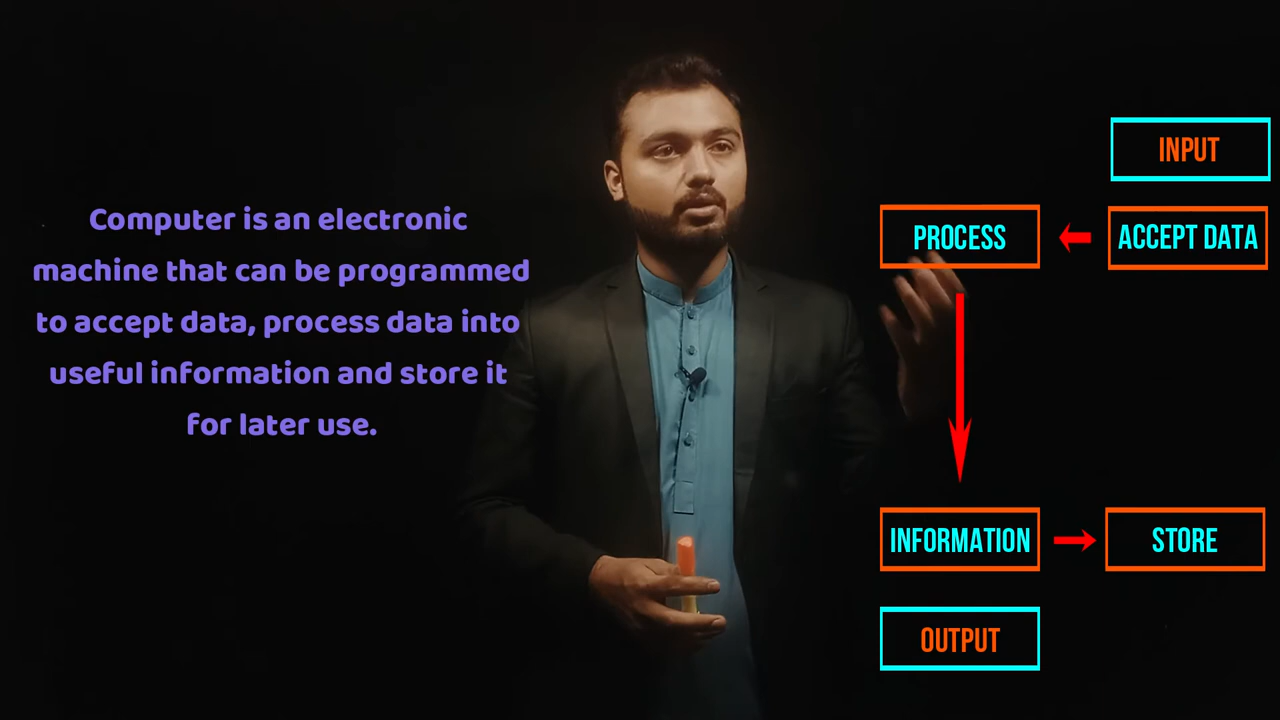 Computer is an electronic
machine that can be programmed
to accept data, process data into
useful information and store it
for later use.
INPUT
PROCESS
ACCEPT DATA
INFORMATION
STORE
OUTPUT